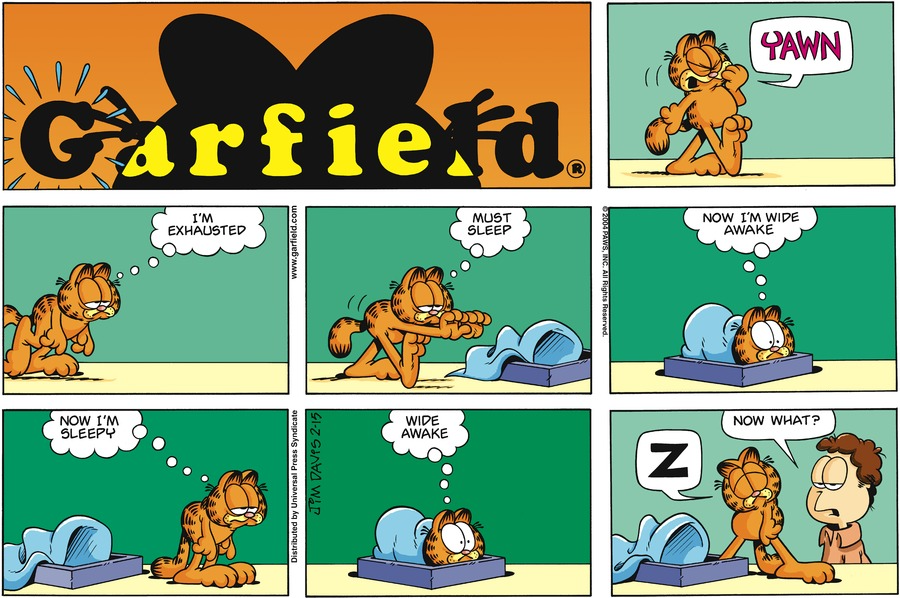 Garfield®
YAWN
I'M
EXHAUSTED
www.garfield.com
MUST
SLEEP
© 2004 PAWS, INC. All Rights Reserved.
NOW I'M WIDE
AWAKE
NOW I'M
SLEEPY
Distributed by Universal Press Syndicate
JIM DAVIS 2-15
WIDE
AWAKE
Z
NOW WHAT?